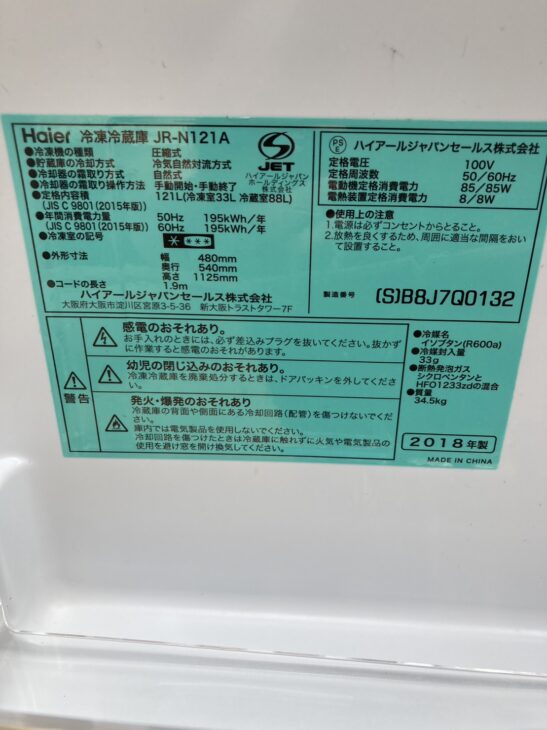 Haier 冷凍冷蔵庫 JR-N121A
●冷凍機の種類 圧縮式
●貯蔵庫の冷却方式 冷気自然対流方式
●冷却器の霜取り方式 自然式
●冷却器の霜取り操作方法 手動開始・手動終了
●定格内容積 121L(冷凍室33L 冷蔵室88L)
(JIS C 9801(2015年版))
●年間消費電力量 50Hz 195kWh/年
(JIS C 9801(2015年版)) 60Hz 195kWh/年
●冷凍室の記号
●外形寸法 幅 480mm
奥行 540mm
高さ 1125mm
●コードの長さ 1.9m
ハイアールジャパンセールス株式会社
大阪府大阪市淀川区宮原3-5-36 新大阪トラストタワー7F
JET
ハイアールジャパン
ホールディングス
株式会社
PS
E
ハイアールジャパンセールス株式会社
定格電圧 100V
定格周波数 50/60Hz
電動機定格消費電力 85/85W
電熱装置定格消費電力 8/8W
●使用上の注意
1.電源は必ずコンセントからとること。
2.放熱を良くするため、周囲に適当な間隔をおい
て設置すること。
製造番号 (S)B8J7Q0132
警告
感電のおそれあり。
お手入れのときには、必ず差込みプラグを抜いてください。抜かず
に作業すると感電のおそれがあります。
幼児の閉じ込めのおそれあり。
冷凍冷蔵庫を廃棄処分するときは、ドアパッキンを外してくださ
い。
発火・爆発のおそれあり
冷蔵庫の背面や側面にある冷却回路(配管)を傷つけないでくだ
さい。
庫内では電気製品を使用しないでください。
冷却回路を傷つけたときは冷蔵庫に触れずに火気や電気製品の
使用を避け窓を開け換気してください。
●冷媒名
イソブタン(R600a)
●冷媒封入量
33g
●断熱発泡ガス
シクロペンタンと
HFO1233zdの混合
●質量
34.5kg
2018年製
MADE IN CHINA